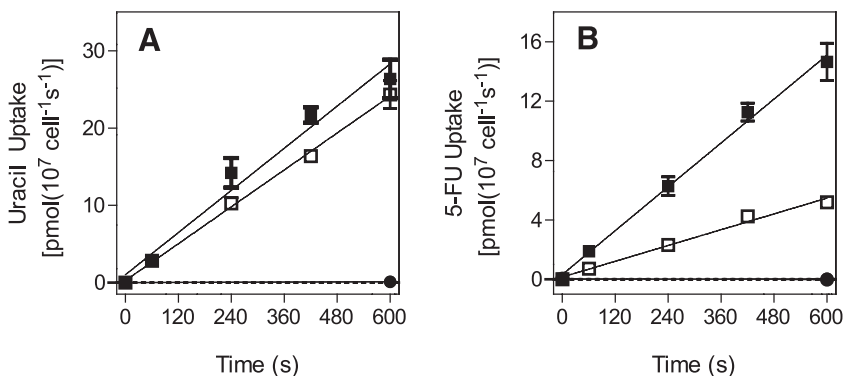 A
Uracil Uptake
[pmol(10⁷ cell⁻¹s⁻¹)]
30
20
10
0
0 120 240 360 480 600
Time (s)
B
5-FU Uptake
[pmol(10⁷ cell⁻¹s⁻¹)]
16
12
8
4
0
0 120 240 360 480 600
Time (s)